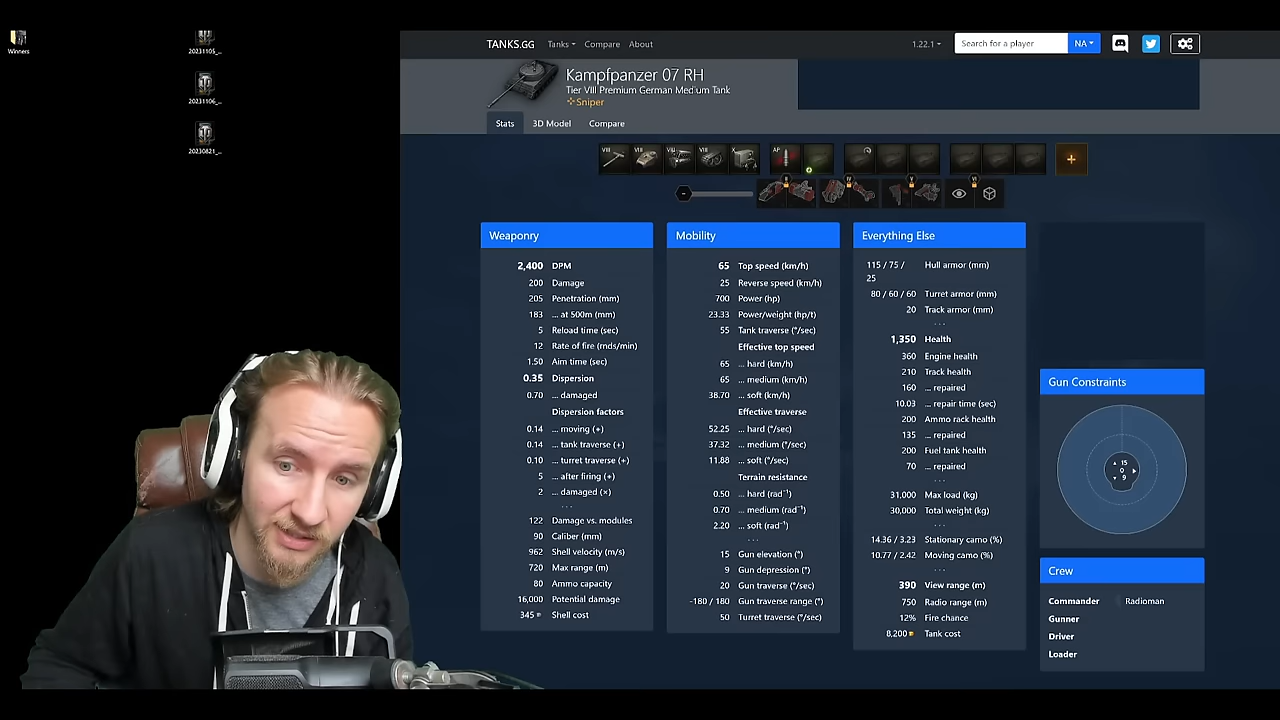 Winners
20231105_...
20231106_...
20230821_...
TANKS.GG Tanks Compare About 1.22.1 Search for a player NA
Kampfpanzer 07 RH
Tier VIII Premium German Medium Tank
Sniper
Stats 3D Model Compare
VIII VIII VIII VIII X AP
II IV V VI
Weaponry
2,400 DPM
200 Damage
205 Penetration (mm)
183 ... at 500m (mm)
5 Reload time (sec)
12 Rate of fire (rnds/min)
1.50 Aim time (sec)
0.35 Dispersion
0.70 ... damaged
Dispersion factors
0.14 ... moving (+)
0.14 ... tank traverse (+)
0.10 ... turret traverse (+)
5 ... after firing (+)
2 ... damaged (×)
...
122 Damage vs. modules
90 Caliber (mm)
962 Shell velocity (m/s)
720 Max range (m)
80 Ammo capacity
16,000 Potential damage
345 Shell cost
Mobility
65 Top speed (km/h)
25 Reverse speed (km/h)
700 Power (hp)
23.33 Power/weight (hp/t)
55 Tank traverse (°/sec)
Effective top speed
65 ... hard (km/h)
65 ... medium (km/h)
38.70 ... soft (km/h)
Effective traverse
52.25 ... hard (°/sec)
37.32 ... medium (°/sec)
11.88 ... soft (°/sec)
Terrain resistance
0.50 ... hard (rad⁻¹)
0.70 ... medium (rad⁻¹)
2.20 ... soft (rad⁻¹)
...
15 Gun elevation (°)
9 Gun depression (°)
20 Gun traverse (°/sec)
-180 / 180 Gun traverse range (°)
50 Turret traverse (°/sec)
Everything Else
115 / 75 / Hull armor (mm)
25
80 / 60 / 60 Turret armor (mm)
20 Track armor (mm)
...
1,350 Health
360 Engine health
210 Track health
160 ... repaired
10.03 ... repair time (sec)
200 Ammo rack health
135 ... repaired
200 Fuel tank health
70 ... repaired
...
31,000 Max load (kg)
30,000 Total weight (kg)
...
14.36 / 3.23 Stationary camo (%)
10.77 / 2.42 Moving camo (%)
...
390 View range (m)
750 Radio range (m)
12% Fire chance
8,200 Tank cost
Gun Constraints
15
0
9
Crew
Commander Radioman
Gunner
Driver
Loader